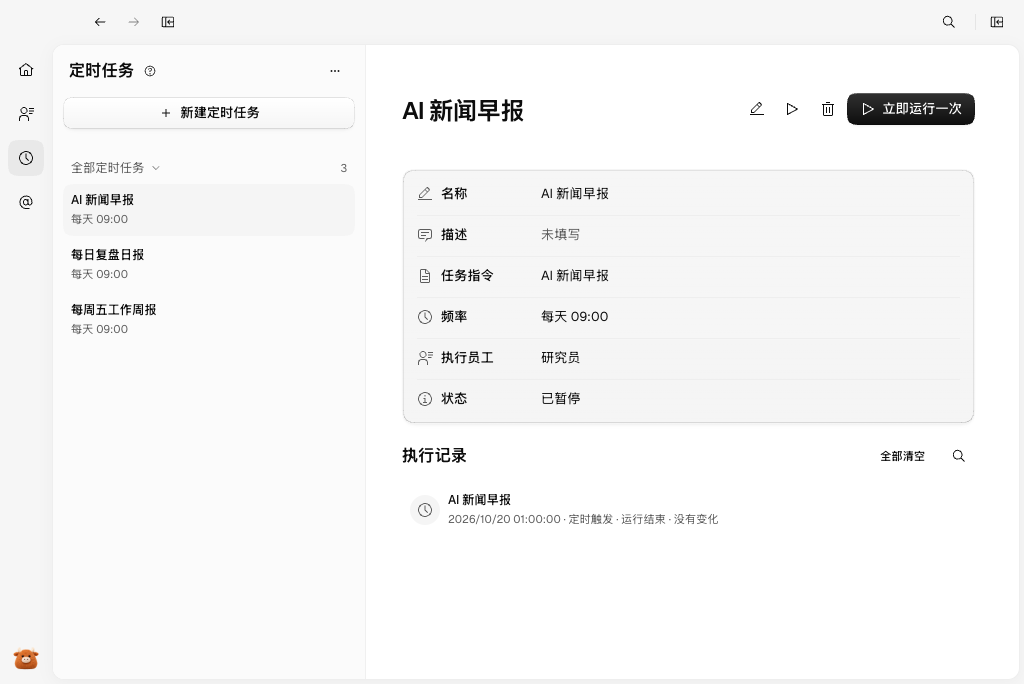 定时任务
新建定时任务
全部定时任务 3
AI 新闻早报
每天 09:00
每日复盘日报
每天 09:00
每周五工作周报
每天 09:00
AI 新闻早报
立即运行一次
名称 AI 新闻早报
描述 未填写
任务指令 AI 新闻早报
频率 每天 09:00
执行员工 研究员
状态 已暂停
执行记录 全部清空
AI 新闻早报
2026/10/20 01:00:00 · 定时触发 · 运行结束 · 没有变化